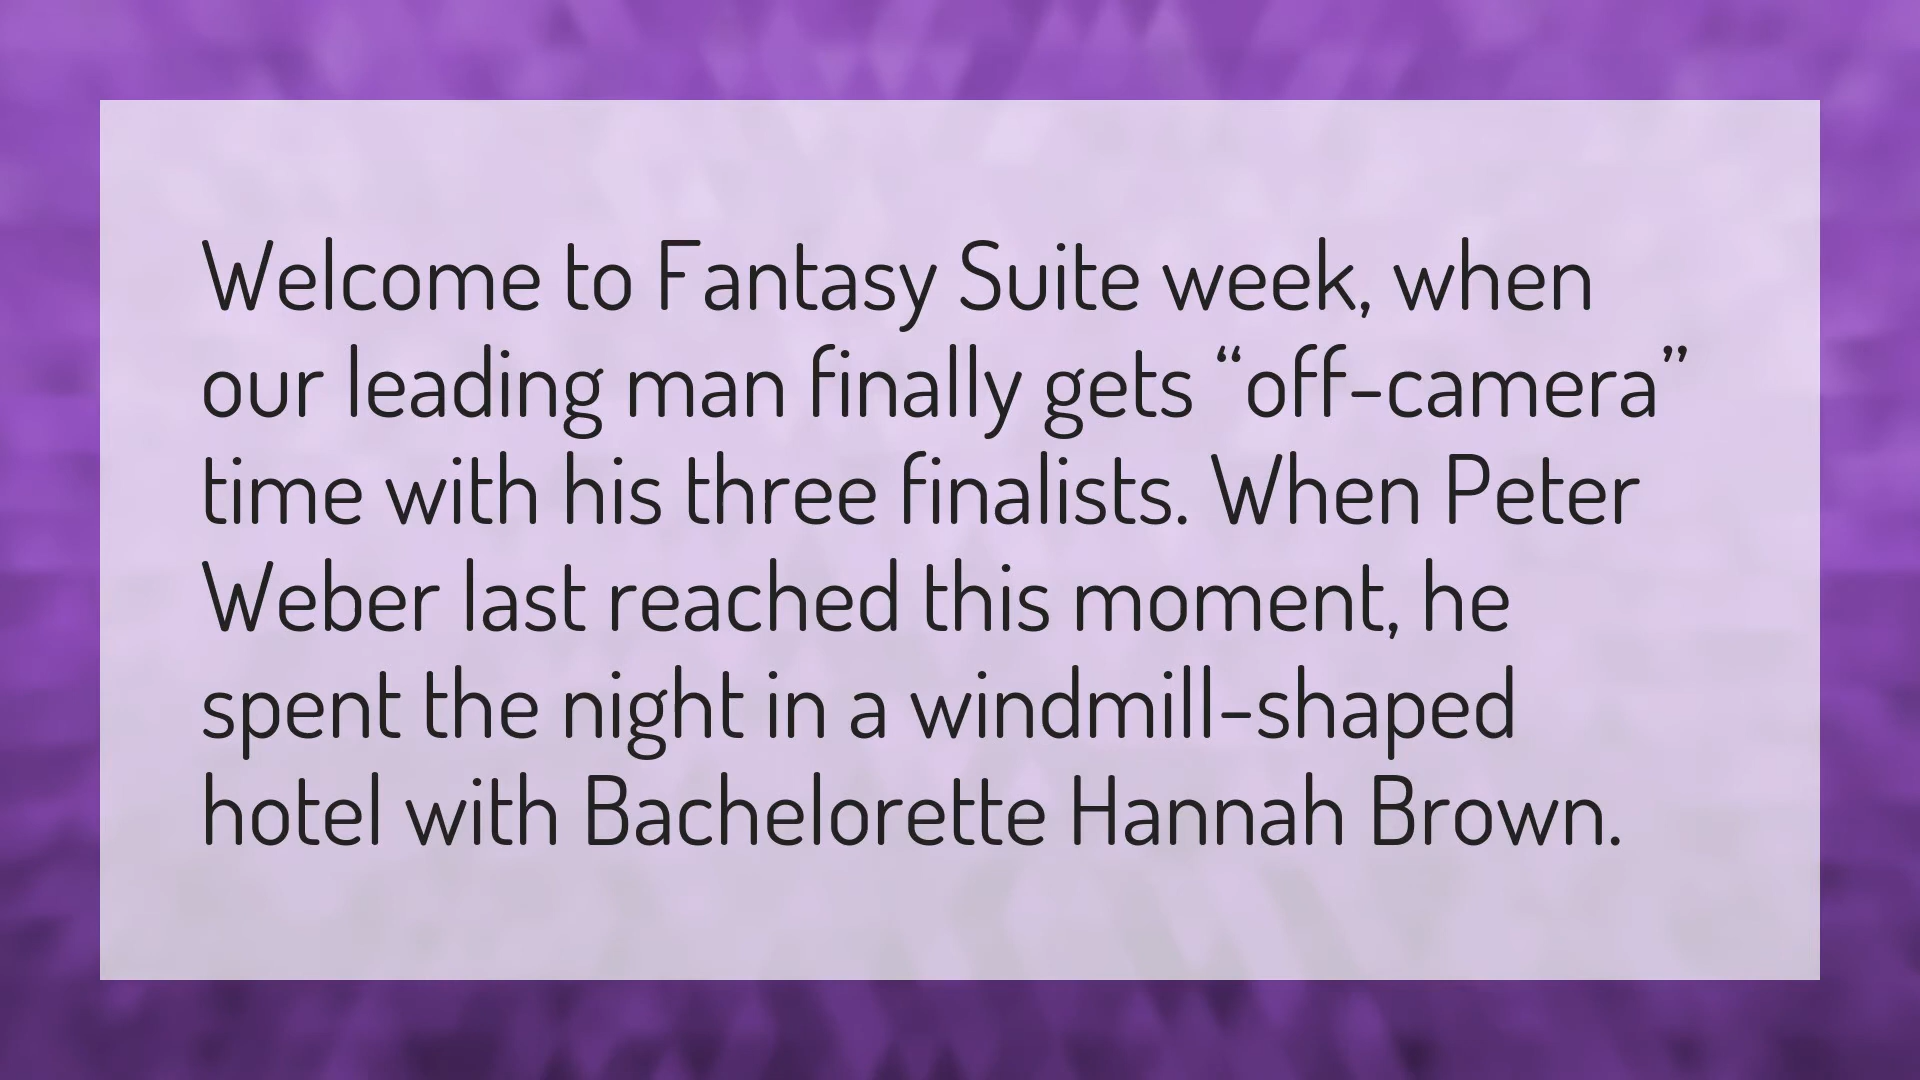 Welcome to Fantasy Suite week, when
our leading man finally gets “off-camera”
time with his three finalists. When Peter
Weber last reached this moment, he
spent the night in a windmill-shaped
hotel with Bachelorette Hannah Brown.